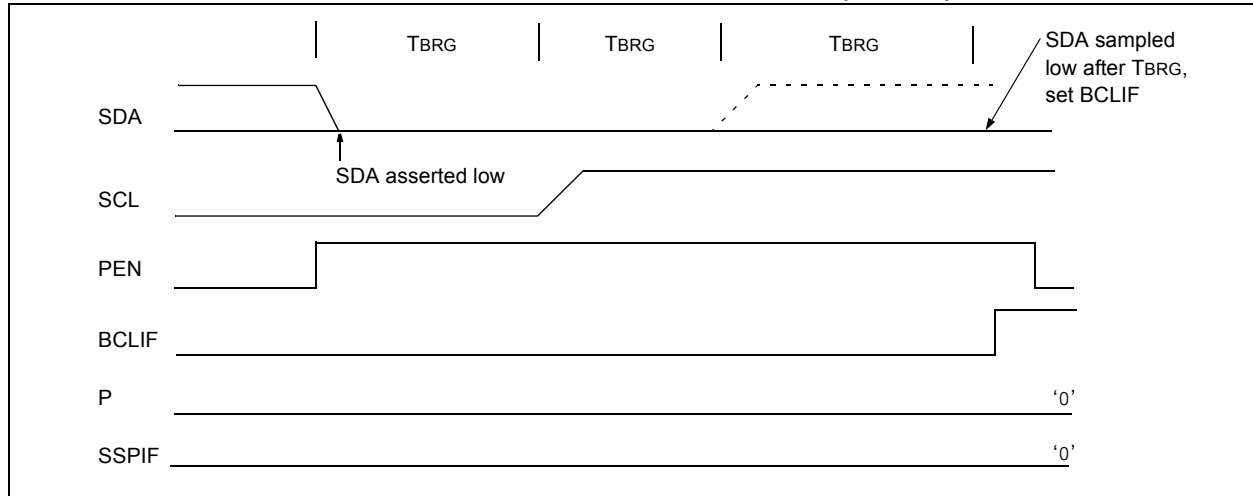 TBRG TBRG TBRG
SDA sampled
low after TBRG,
set BCLIF
SDA
SDA asserted low
SCL
PEN
BCLIF
P ‘0’
SSPIF ‘0’